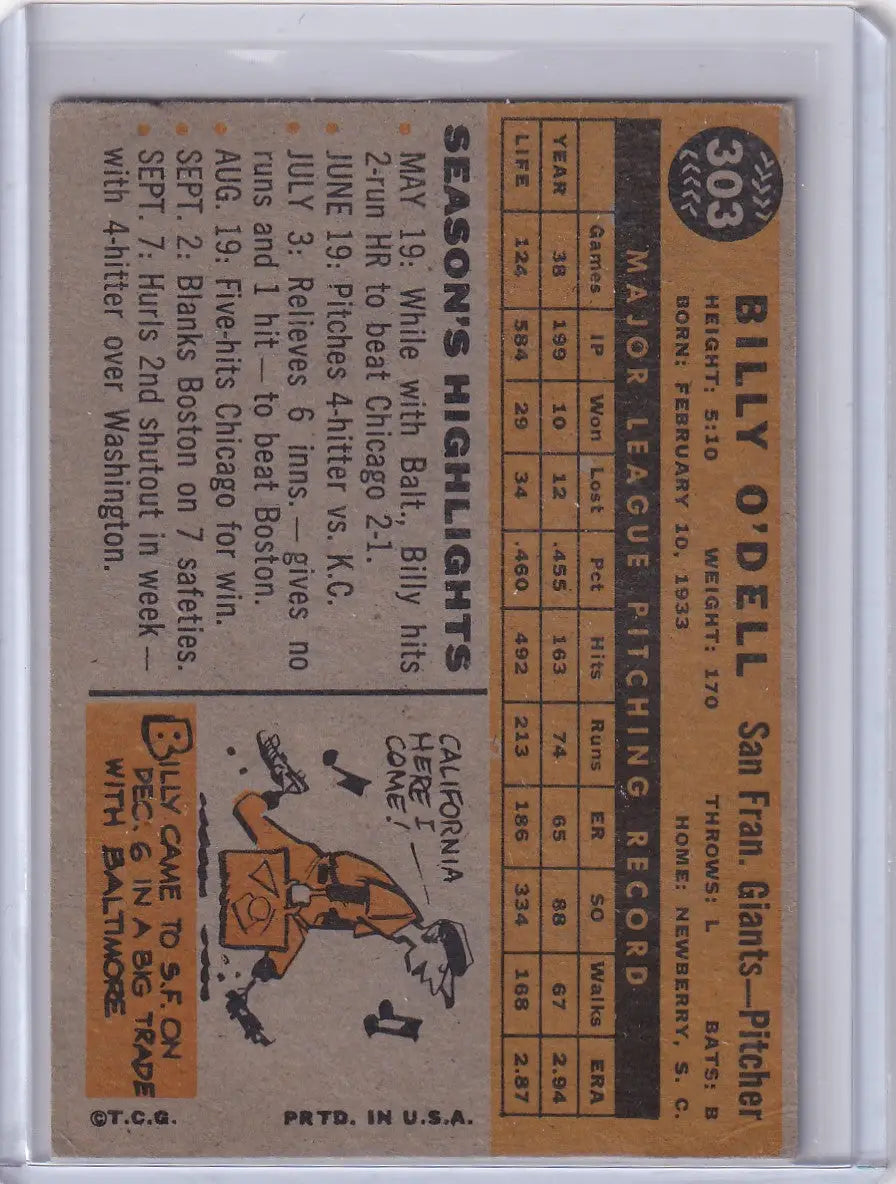 303
BILLY O'DELL San Fran. Giants—Pitcher
HEIGHT: 5:10 WEIGHT: 170 THROWS: L BATS: B
BORN: FEBRUARY 10, 1933 HOME: NEWBERRY, S. C.
MAJOR LEAGUE PITCHING RECORD
Games IP Won Lost Pct Hits Runs ER SO Walks ERA
YEAR 38 199 10 12 .455 163 74 65 88 67 2.94
LIFE 124 584 29 34 .460 492 213 186 334 168 2.87
SEASON'S HIGHLIGHTS
MAY 19: While with Balt., Billy hits
2-run HR to beat Chicago 2-1.
JUNE 19: Pitches 4-hitter vs. K.C.
JULY 3: Relieves 6 inns.—gives no
runs and 1 hit—to beat Boston.
AUG. 19: Five-hits Chicago for win.
SEPT. 2: Blanks Boston on 7 safeties.
SEPT. 7: Hurls 2nd shutout in week—
with 4-hitter over Washington.
CALIFORNIA
HERE I
COME!
BILLY CAME TO S.F. ON
DEC. 6 IN A BIG TRADE
WITH BALTIMORE
©T.C.G. PRTD. IN U.S.A.